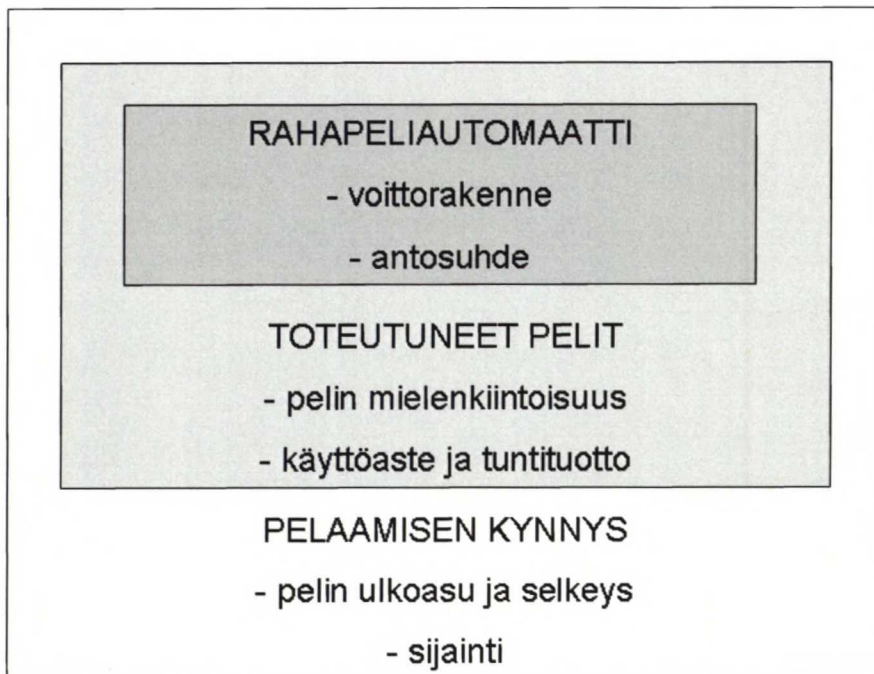 RAHAPELIAUTOMAATTI
- voittorakenne
- antosuhde
TOTEUTUNEET PELIT
- pelin mielenkiintoisuus
- käyttöaste ja tuntituotto
PELAAMISEN KYNNYS
- pelin ulkoasu ja selkeys
- sijainti